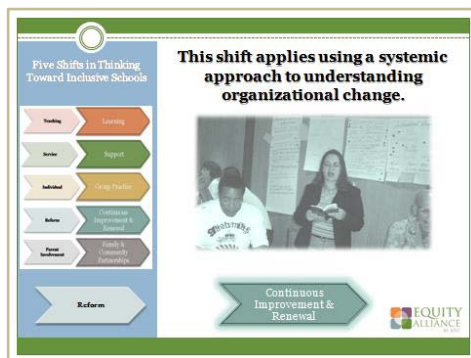 Five Shifts in Thinking
Toward Inclusive Schools
Teaching
Learning
Service
Support
Individual
Group Practice
Reform
Continuous
Improvement &
Renewal
Parent
Involvement
Family &
Community
Partnerships
Reform
This shift applies using a systemic
approach to understanding
organizational change.
Continuous
Improvement &
Renewal
EQUITY
ALLIANCE